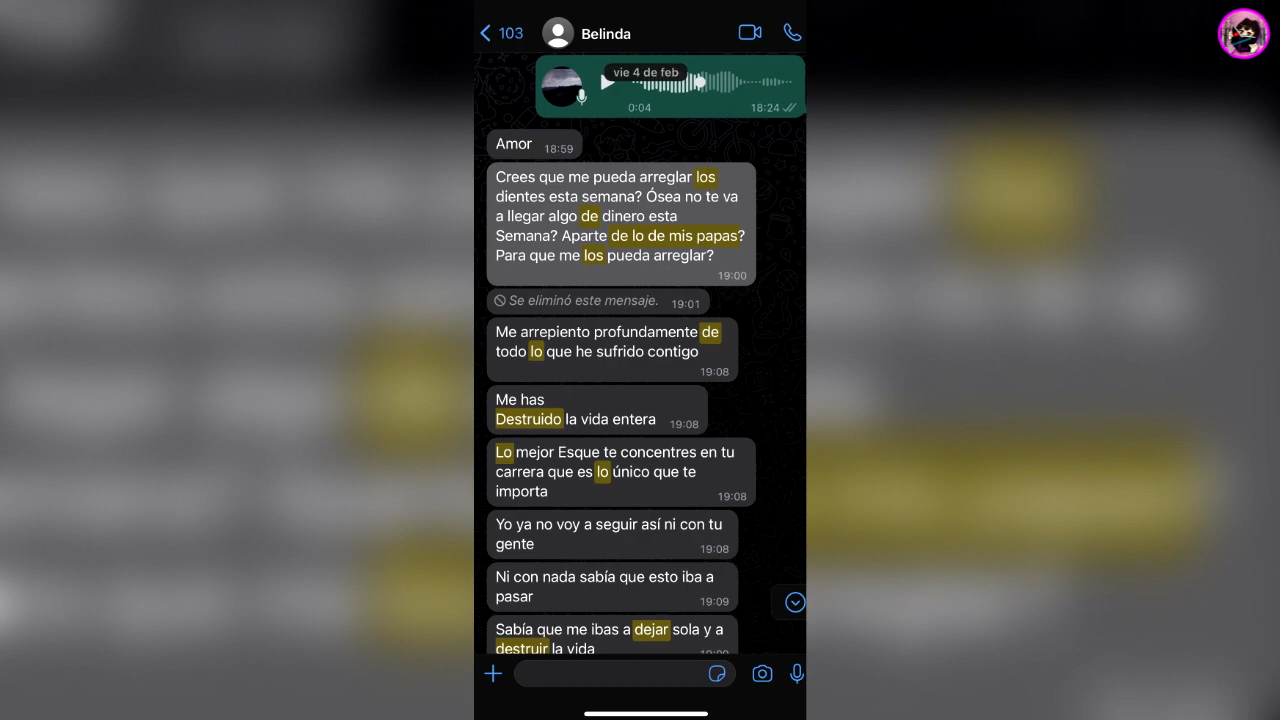 103
Belinda
vie 4 de feb
0:04
18:24
Amor
18:59
Crees que me pueda arreglar los
dientes esta semana? Ósea no te va
a llegar algo de dinero esta
Semana? Aparte de lo de mis papas?
Para que me los pueda arreglar?
19:00
Se eliminó este mensaje.
19:01
Me arrepiento profundamente de
todo lo que he sufrido contigo
19:08
Me has
Destruido la vida entera
19:08
Lo mejor Esque te concentres en tu
carrera que es lo único que te
importa
19:08
Yo ya no voy a seguir así ni con tu
gente
19:08
Ni con nada sabía que esto iba a
pasar
19:09
Sabía que me ibas a dejar sola y a
destruir la vida